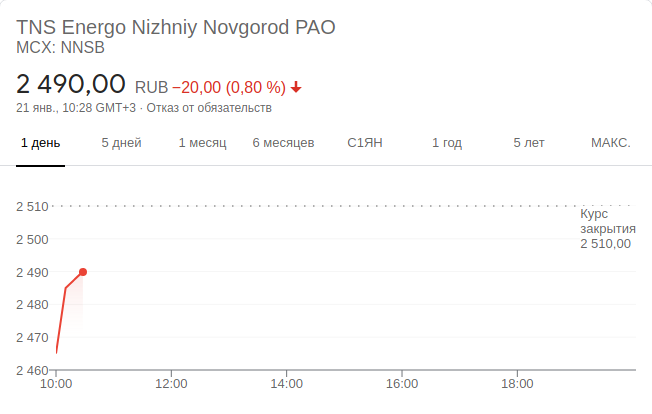 TNS Energo Nizhniy Novgorod PAO
MCX: NNSB
2 490,00 RUB −20,00 (0,80 %)
21 янв., 10:28 GMT+3 · Отказ от обязательств
1 день 5 дней 1 месяц 6 месяцев С1ЯН 1 год 5 лет МАКС.
2 510
Курс
закрытия
2 510,00
2 500
2 490
2 480
2 470
2 460
10:00 12:00 14:00 16:00 18:00